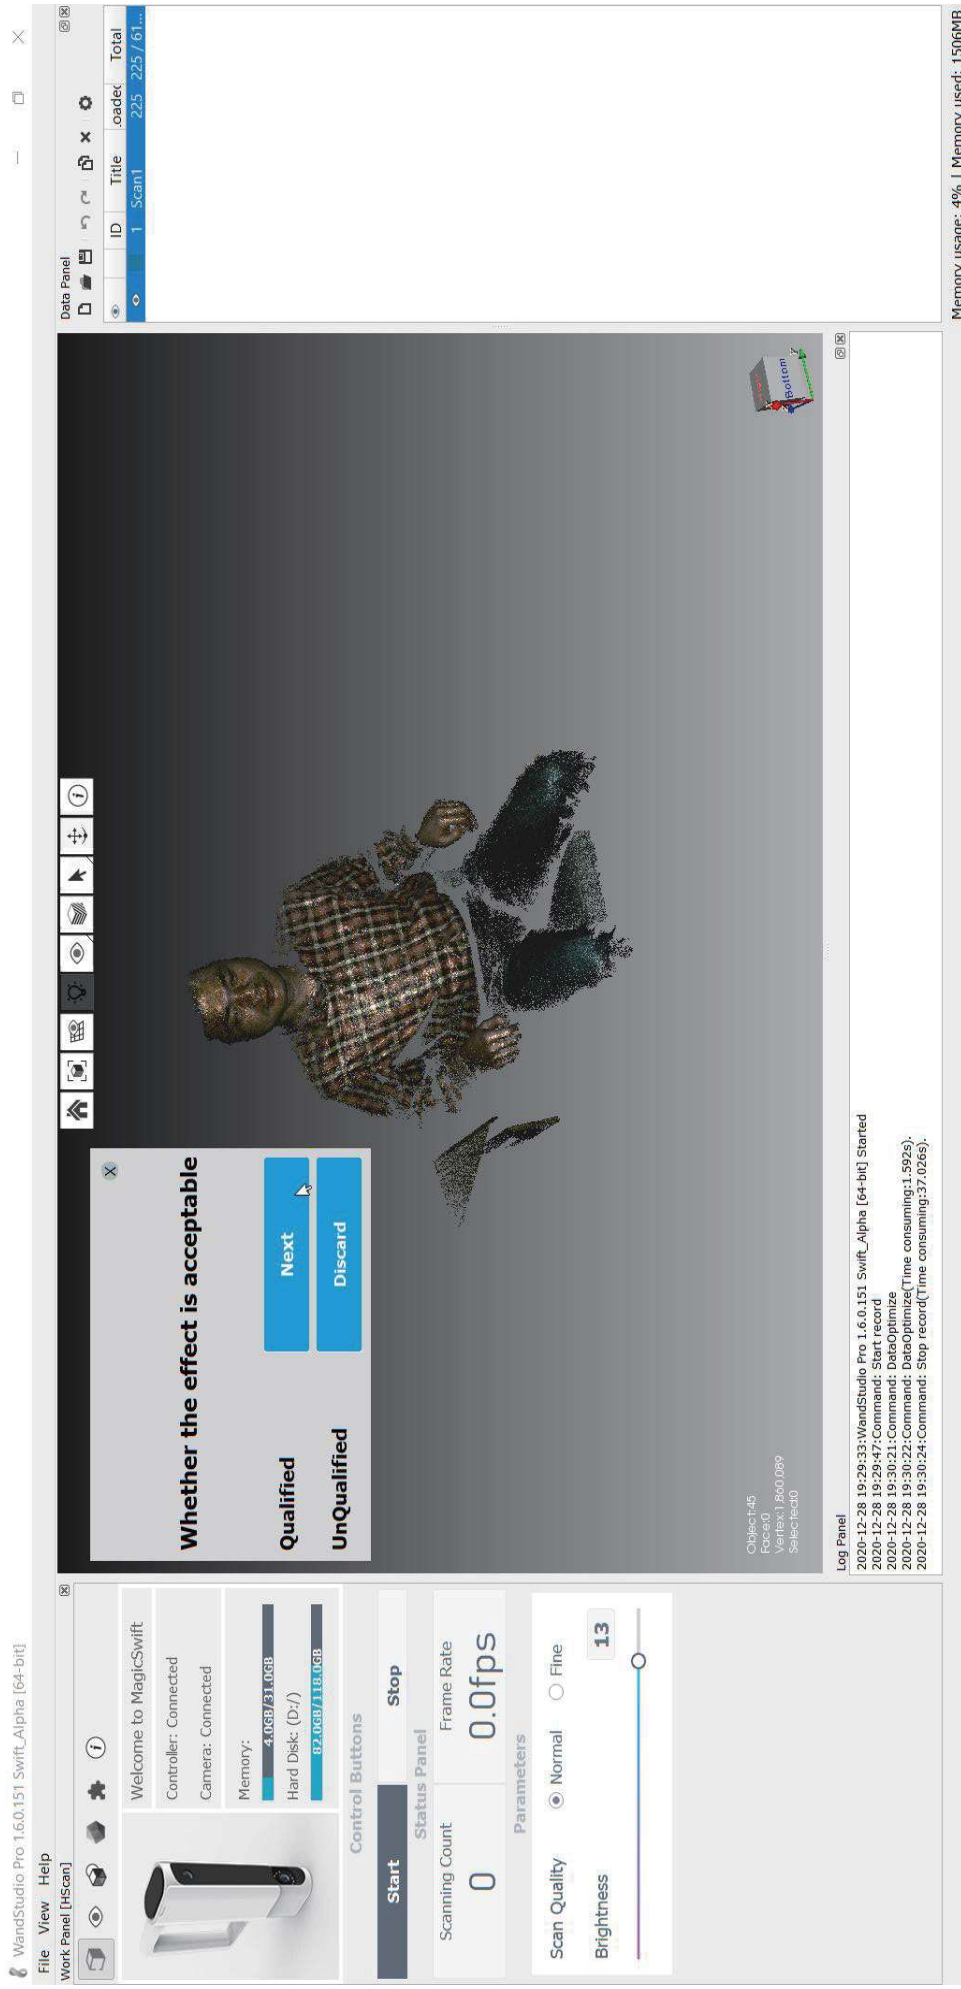 WandStudio Pro 1.6.0.151 Swift_Alpha [64-bit]
File View Help
Work Panel [HScan]
Welcome to MagicSwift
Controller: Connected
Camera: Connected
Memory:
4.0GB/31.0GB
Hard Disk: (D:/)
82.0GB/118.0GB
Control Buttons
Start Stop
Status Panel
Scanning Count Frame Rate
0 0.0fps
Parameters
Scan Quality Normal Fine
Brightness 13
X
Whether the effect is acceptable
Qualified Next
UnQualified Discard
Object:45
Face:0
Vertex:1,860,089
Selected:0
Bottom
Log Panel
2020-12-28 19:29:33:WandStudio Pro 1.6.0.151 Swift_Alpha [64-bit] Started
2020-12-28 19:29:47:Command: Start record
2020-12-28 19:30:21:Command: DataOptimize
2020-12-28 19:30:22:Command: DataOptimize(Time consuming:1.592s).
2020-12-28 19:30:24:Command: Stop record(Time consuming:37.026s).
Data Panel
ID Title .oaded Total
1 Scan1 225 225 / 61...
Memory usage: 4% | Memory used: 1506MB